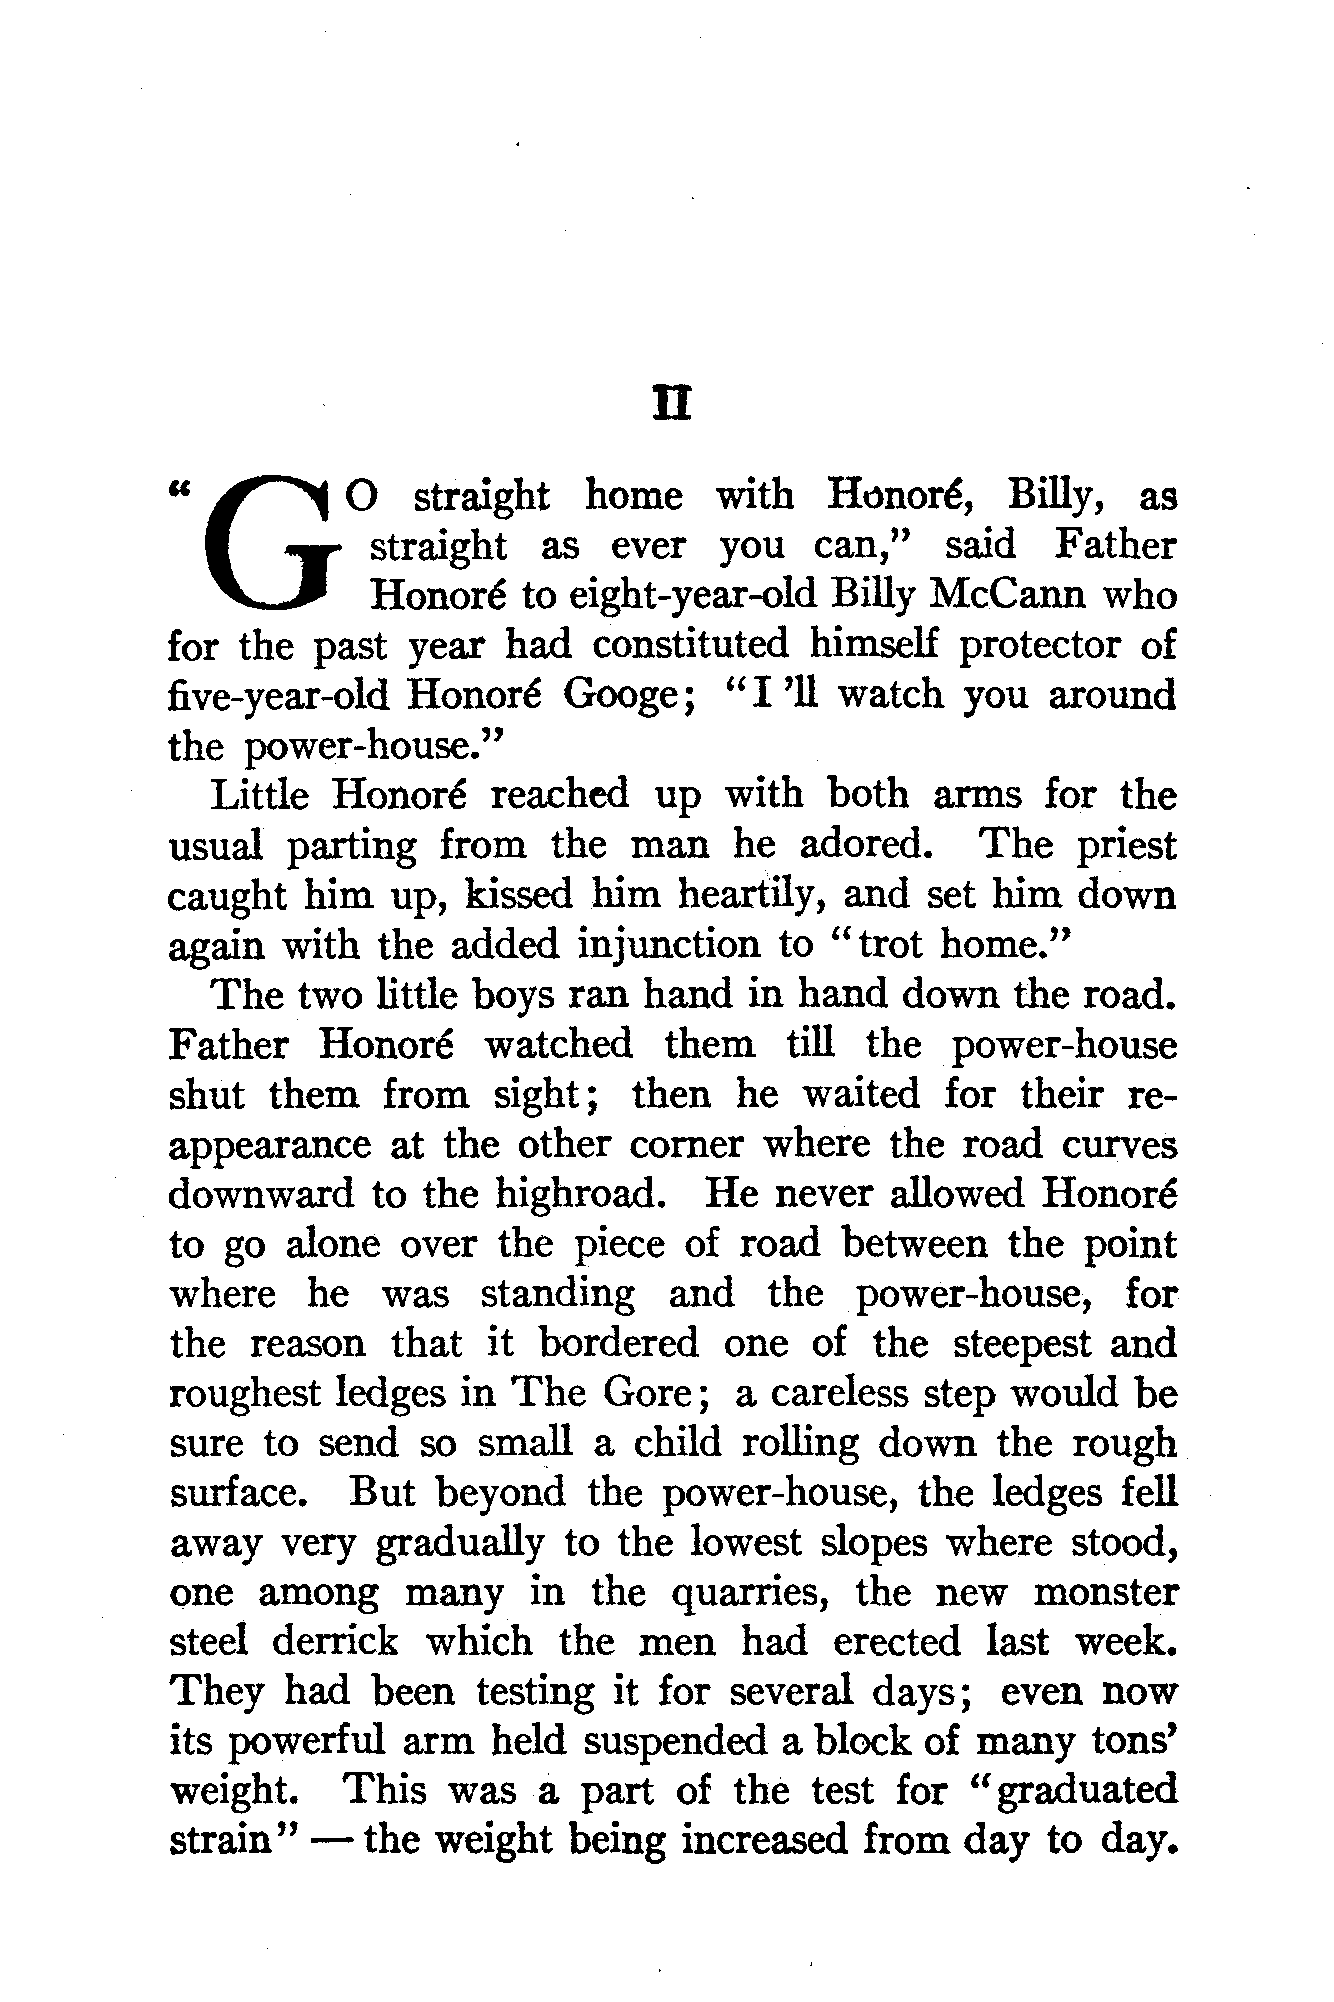 II
“GO straight home with Honoré, Billy, as
straight as ever you can,” said Father
Honoré to eight-year-old Billy McCann who
for the past year had constituted himself protector of
five-year-old Honoré Googe; “I ’ll watch you around
the power-house.”
Little Honoré reached up with both arms for the
usual parting from the man he adored. The priest
caught him up, kissed him heartily, and set him down
again with the added injunction to “trot home.”
The two little boys ran hand in hand down the road.
Father Honoré watched them till the power-house
shut them from sight; then he waited for their re-
appearance at the other corner where the road curves
downward to the highroad. He never allowed Honoré
to go alone over the piece of road between the point
where he was standing and the power-house, for
the reason that it bordered one of the steepest and
roughest ledges in The Gore; a careless step would be
sure to send so small a child rolling down the rough
surface. But beyond the power-house, the ledges fell
away very gradually to the lowest slopes where stood,
one among many in the quarries, the new monster
steel derrick which the men had erected last week.
They had been testing it for several days; even now
its powerful arm held suspended a block of many tons’
weight. This was a part of the test for “graduated
strain” — the weight being increased from day to day.